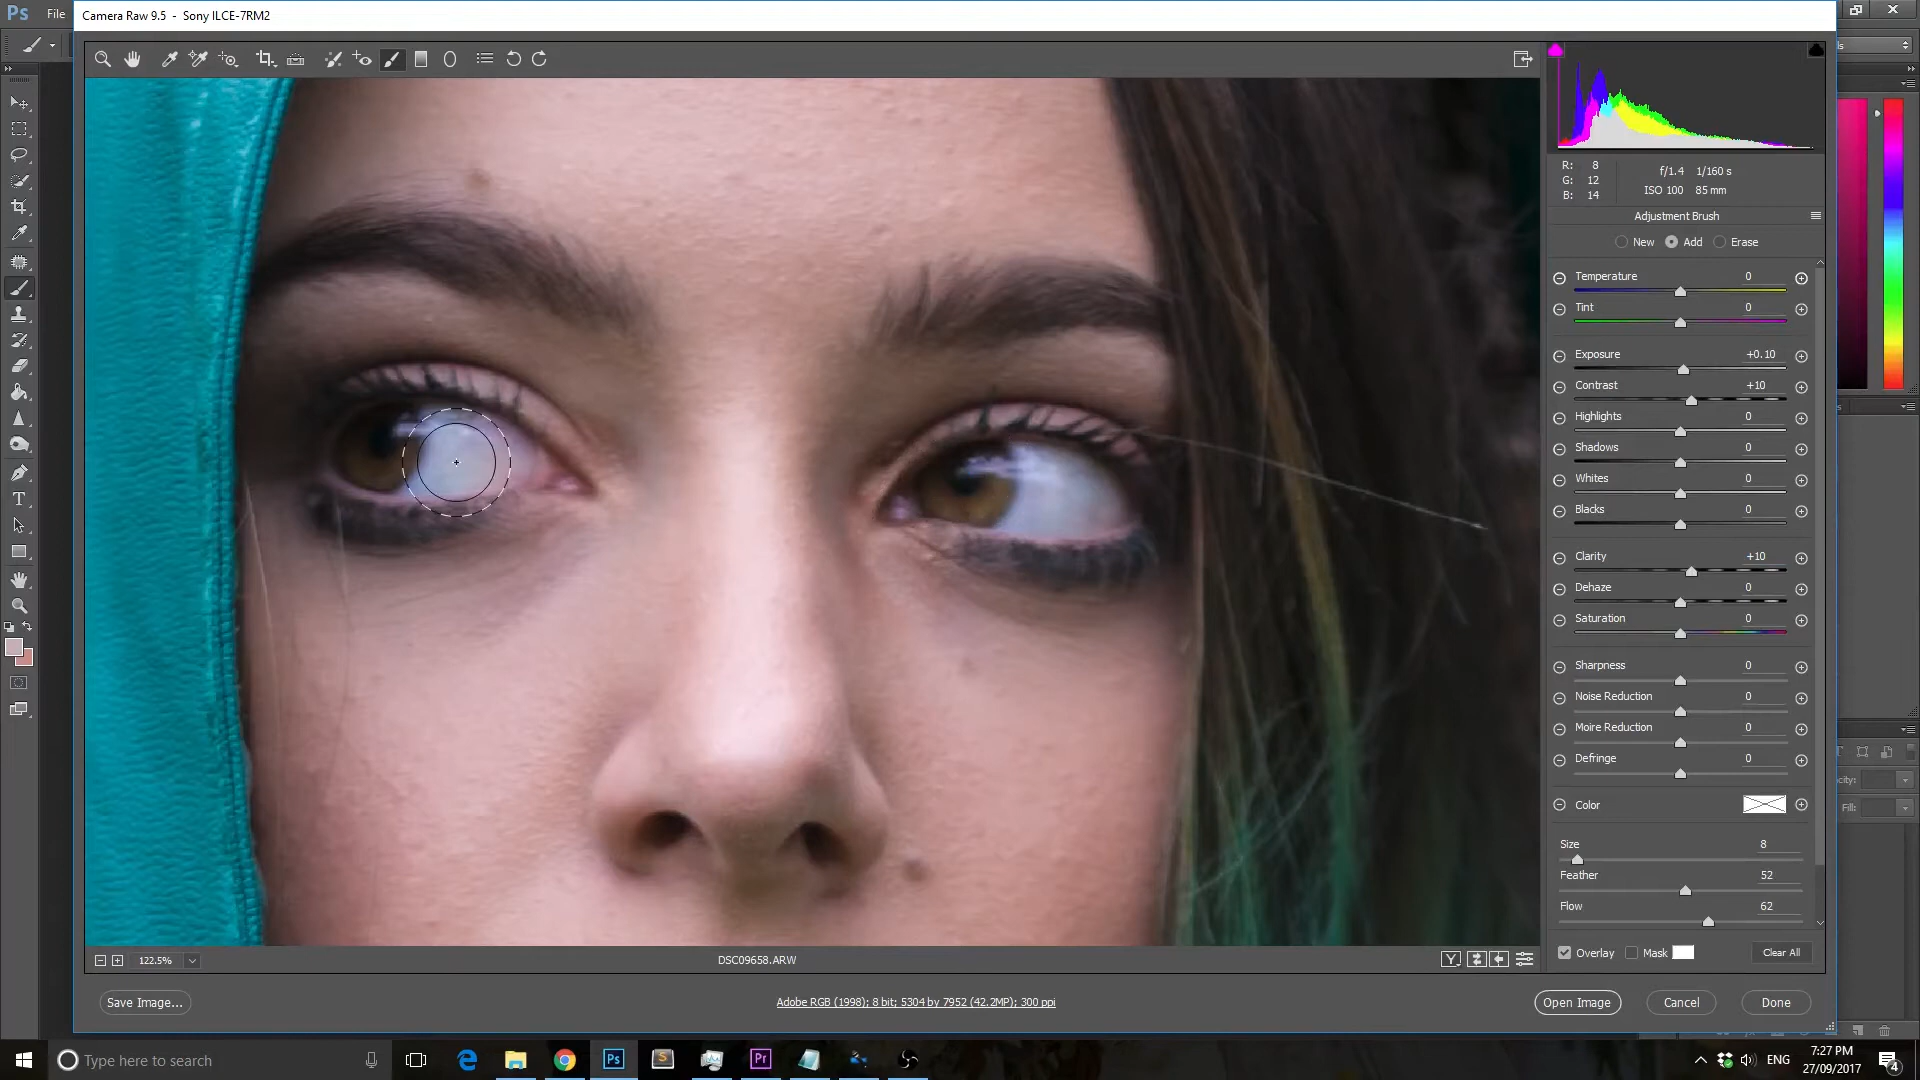 Ps File
Camera Raw 9.5 - Sony ILCE-7RM2
R: 8
G: 12
B: 14
f/1.4 1/160 s
ISO 100 85 mm
Adjustment Brush
New Add Erase
Temperature 0
Tint 0
Exposure +0.10
Contrast +10
Highlights 0
Shadows 0
Whites 0
Blacks 0
Clarity +10
Dehaze 0
Saturation 0
Sharpness 0
Noise Reduction 0
Moire Reduction 0
Defringe 0
Color
Size 8
Feather 52
Flow 62
Overlay Mask Clear All
122.5% DSC09658.ARW Y
Save Image... Adobe RGB (1998); 8 bit; 5304 by 7952 (42.2MP); 300 ppi Open Image Cancel Done
Fill:
Type here to search Ps S Pr ENG 7:27 PM
27/09/2017 4